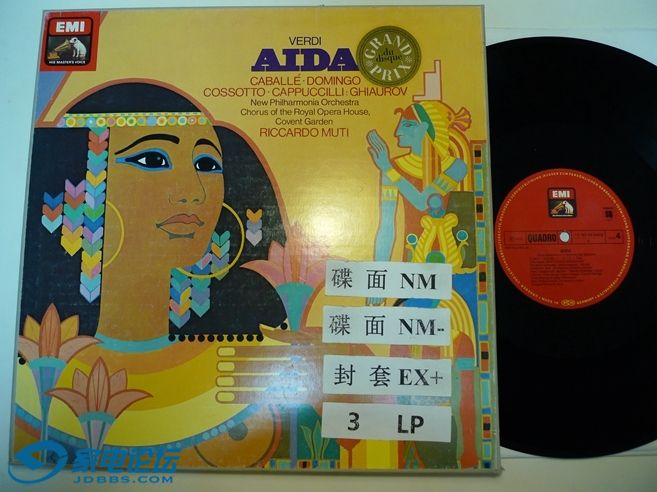 EMI
HIS MASTER'S VOICE
VERDI
AIDA
GRAND
PRIX
du
disque
CABALLÉ · DOMINGO
COSSOTTO · CAPPUCCILLI · GHIAUROV
New Philharmonia Orchestra
Chorus of the Royal Opera House,
Covent Garden
RICCARDO MUTI
碟 面 NM
碟 面 NM-
封 套 EX+
3 LP
EMI
QUADRO
4
AIDA
家电论坛
JDBBS.COM